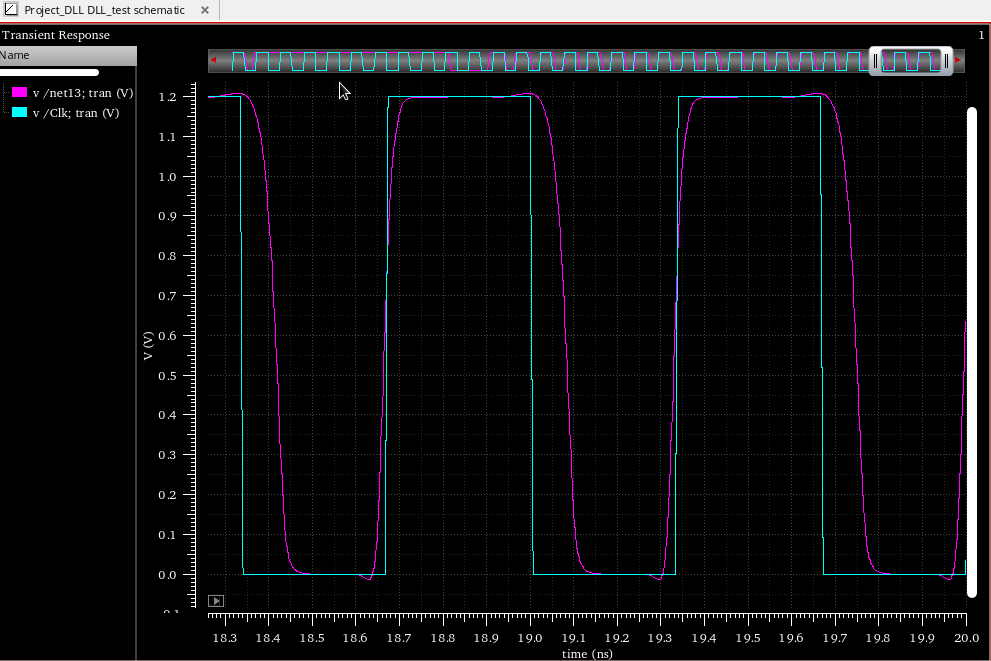 Project_DLL DLL_test schematic ×
Transient Response
1
Name
v /net13; tran (V)
v /Clk; tran (V)
V (V)
1.2
1.1
1.0
0.9
0.8
0.7
0.6
0.5
0.4
0.3
0.2
0.1
0.0
18.3 18.4 18.5 18.6 18.7 18.8 18.9 19.0 19.1 19.2 19.3 19.4 19.5 19.6 19.7 19.8 19.9 20.0
time (ns)